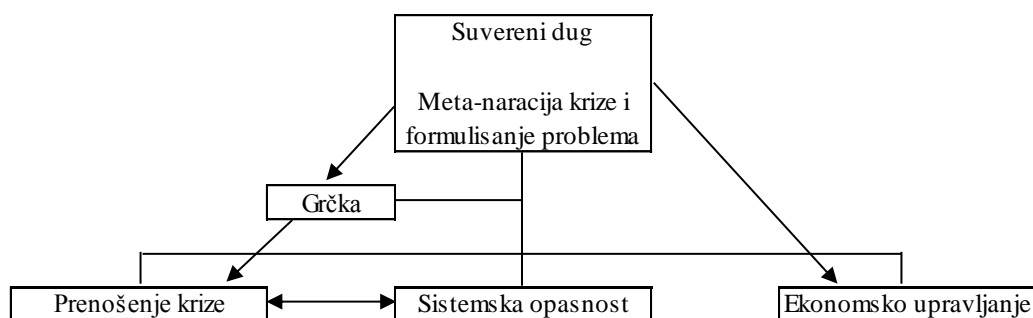 Suvereni dug
Meta-naracija krize i
formulisanje problema
Grčka
Prenošenje krize
Sistemska opasnost
Ekonomsko upravljanje